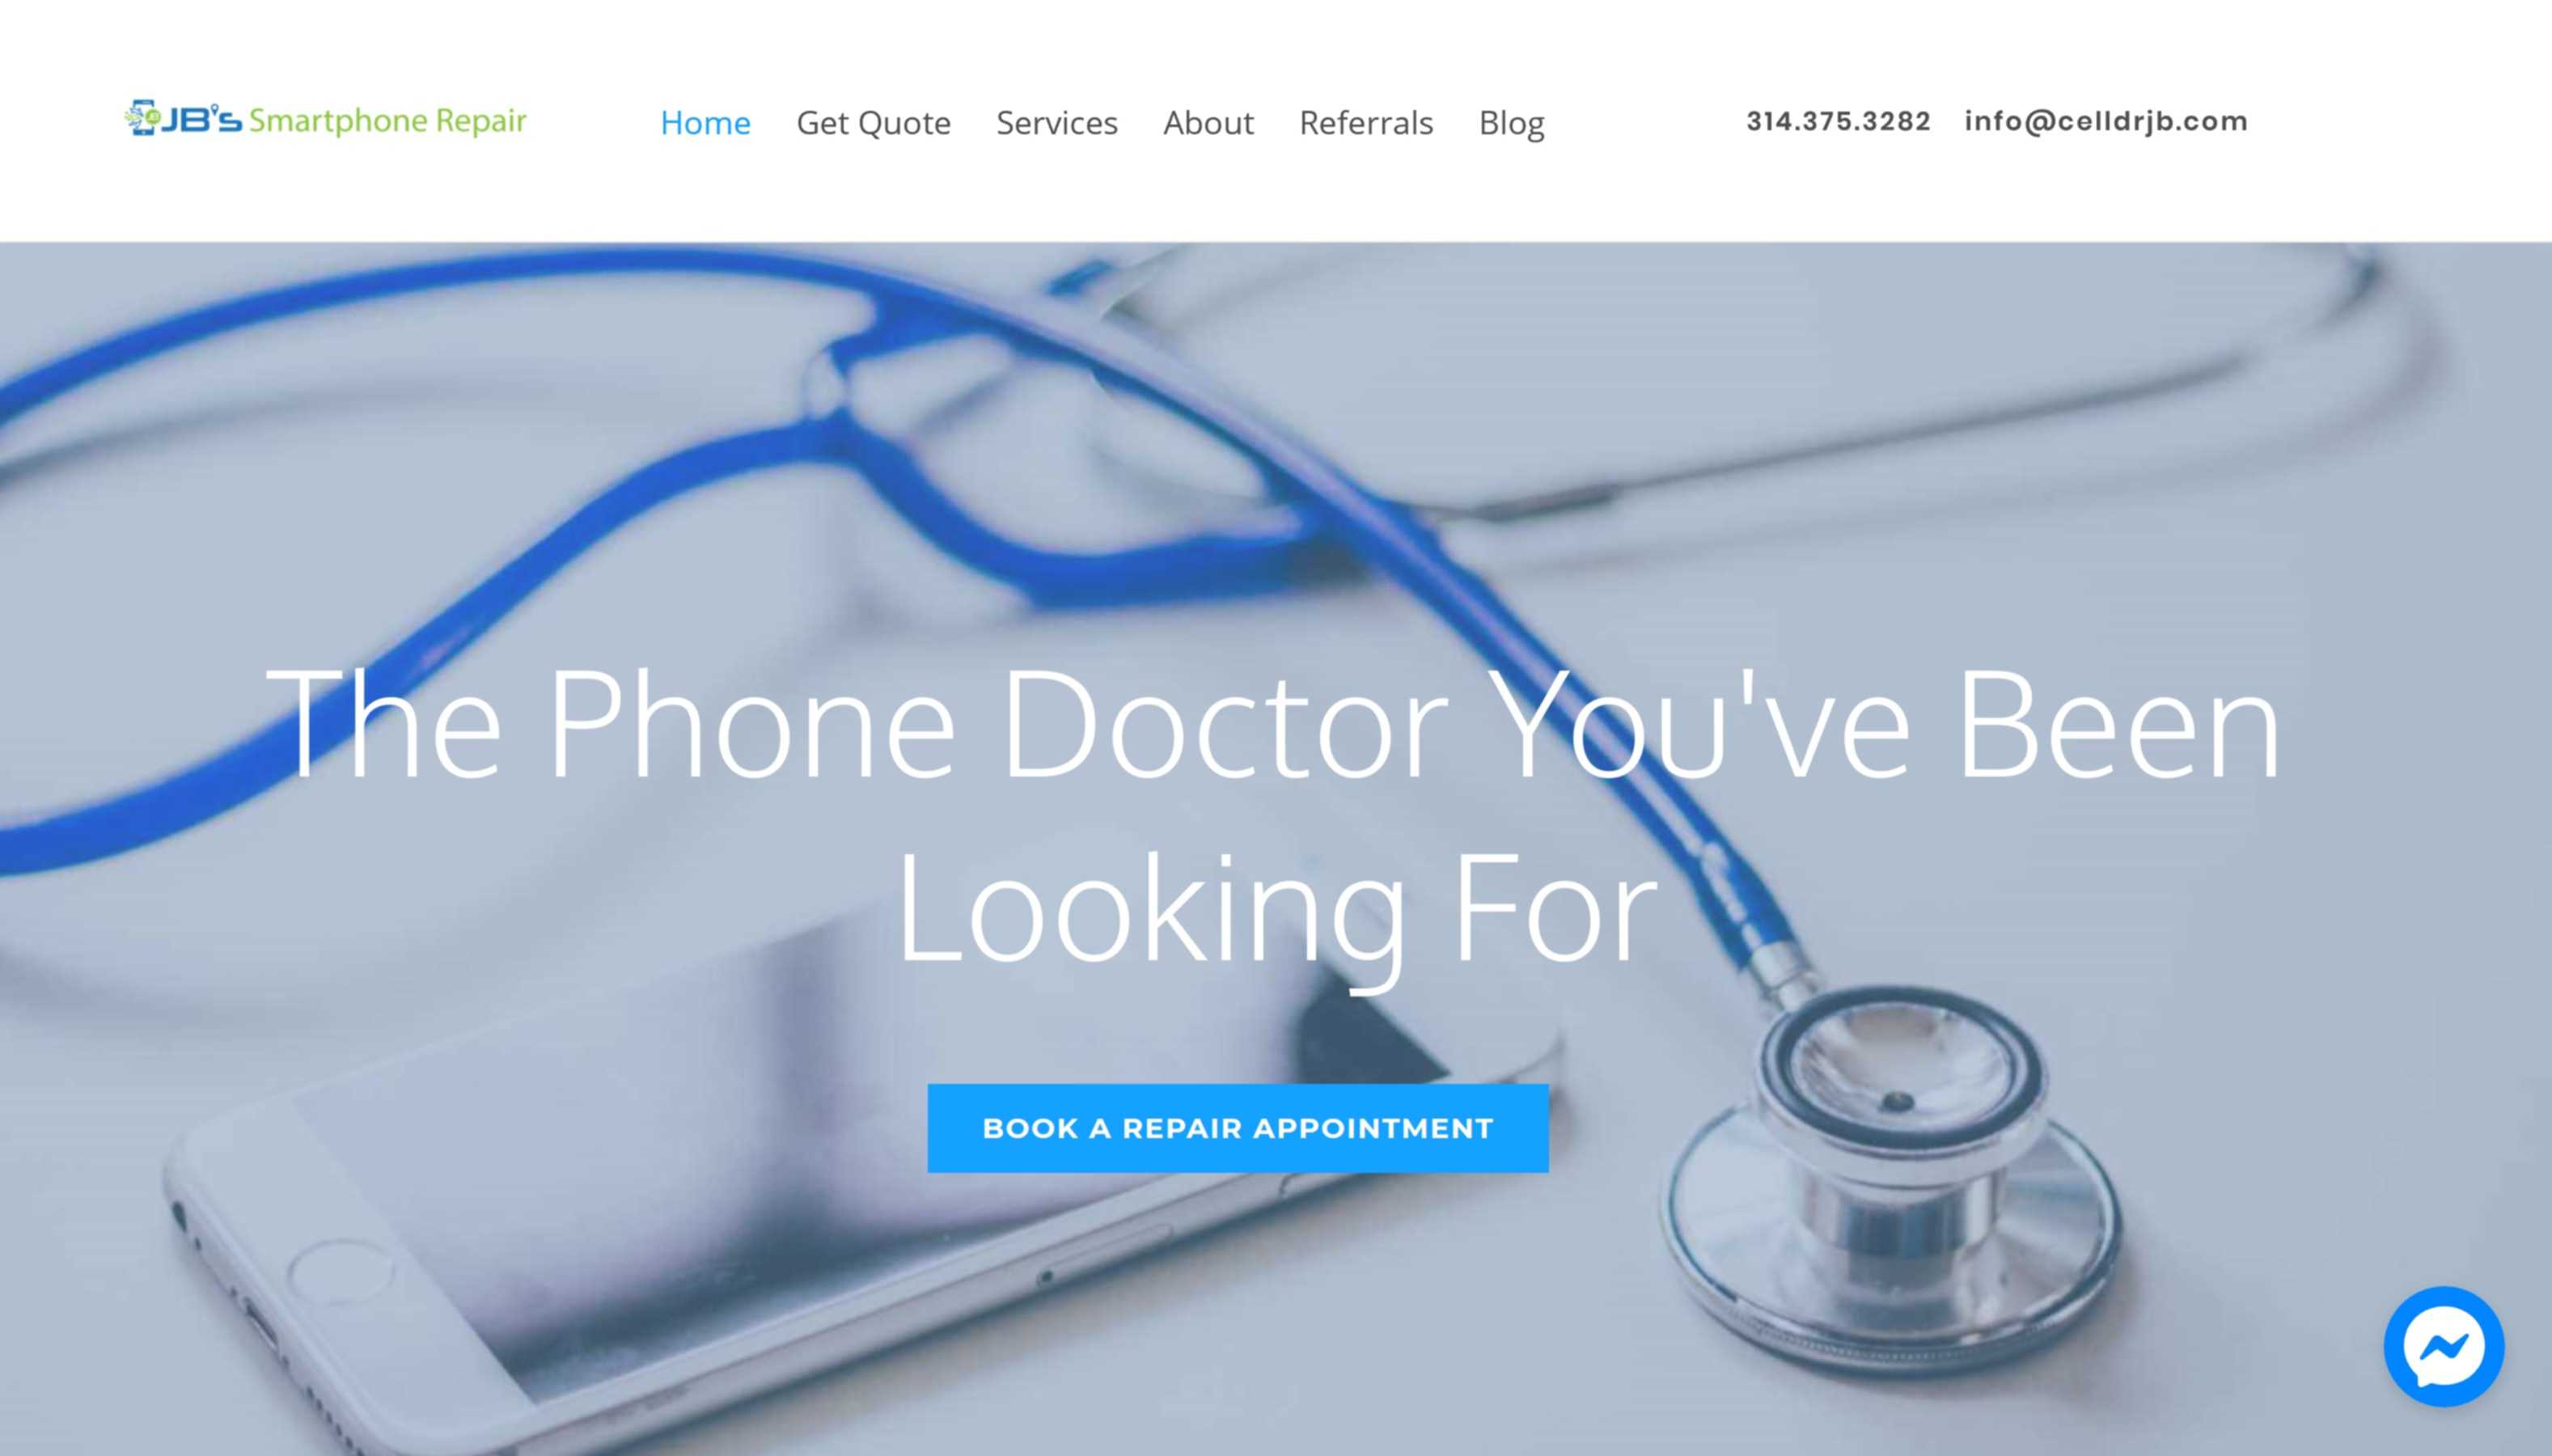 JB's Smartphone Repair
Home Get Quote Services About Referrals Blog
314.375.3282 info@celldrjb.com
The Phone Doctor You've Been
Looking For
BOOK A REPAIR APPOINTMENT